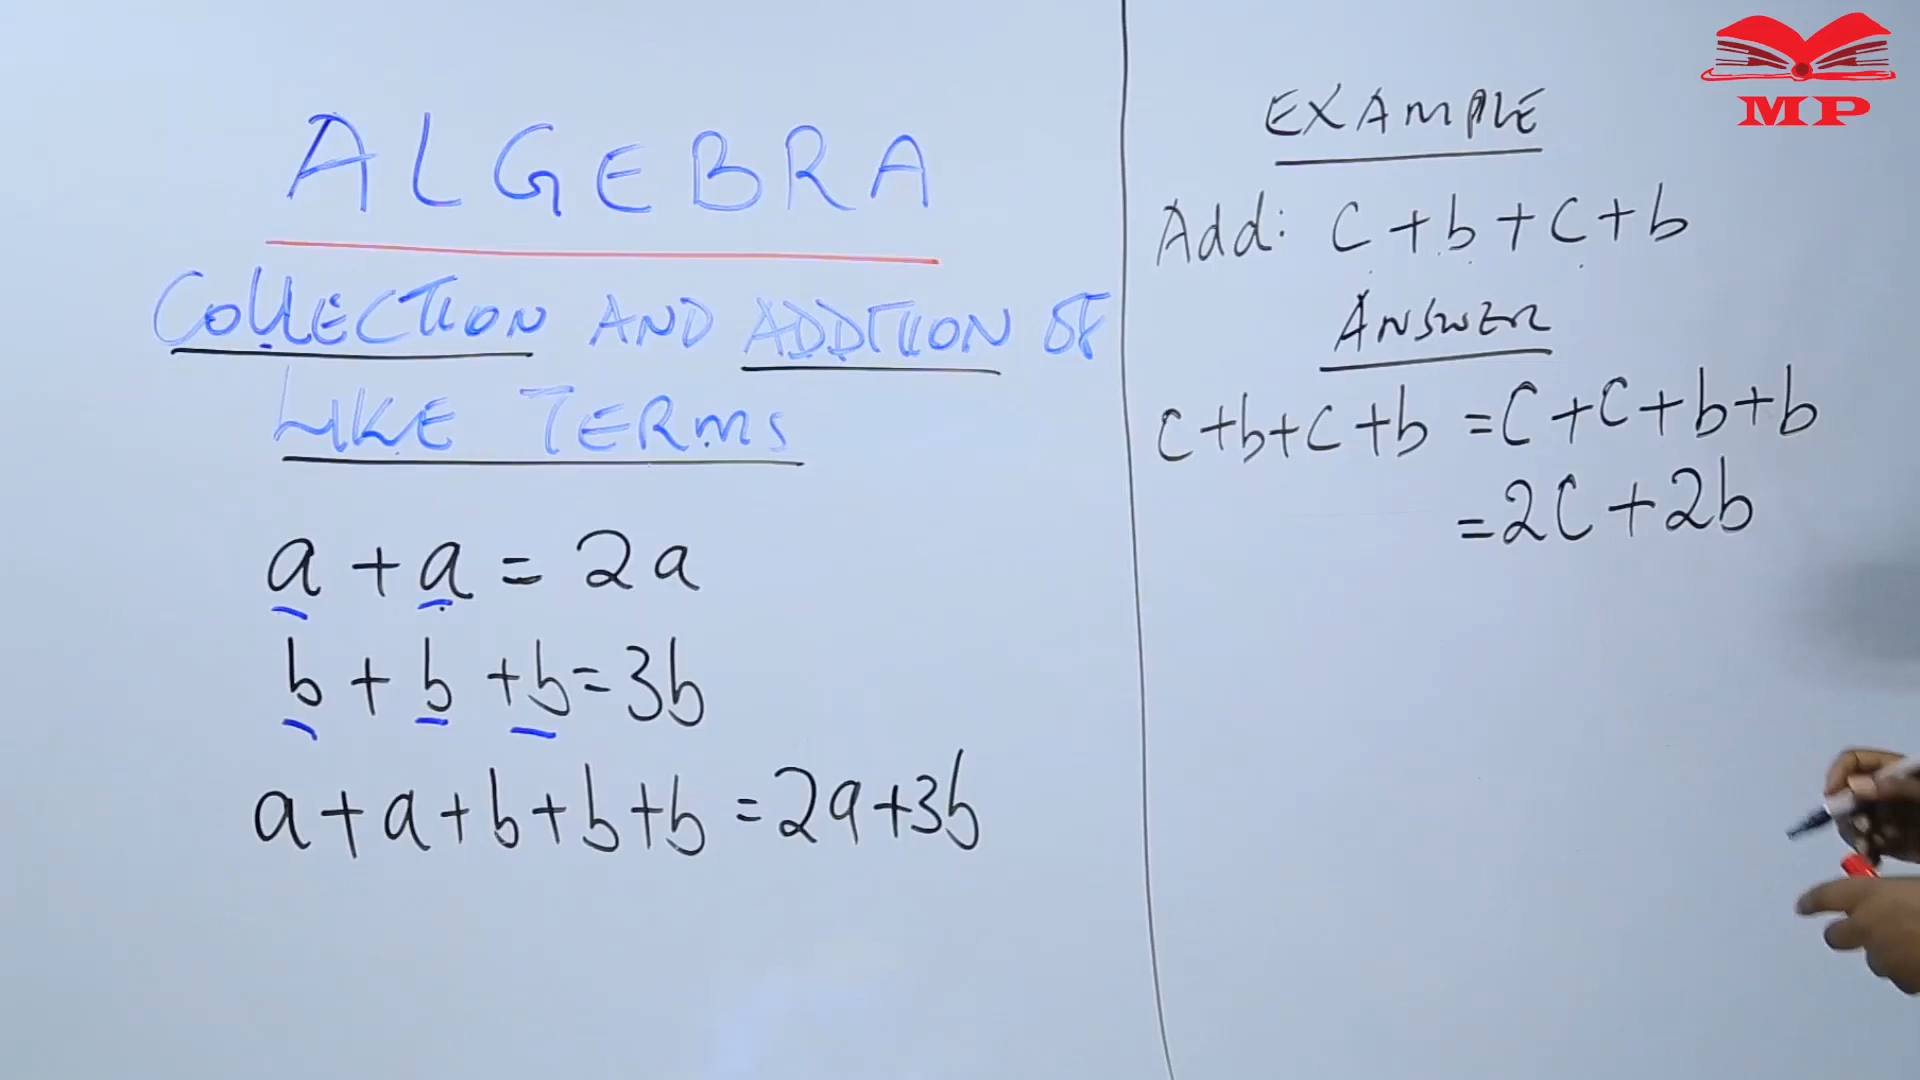 ALGEBRA
COLLECTION AND ADDITION OF
LIKE TERMS
a + a = 2a
b + b + b = 3b
a + a + b + b + b = 2a + 3b
EXAMPLE
Add: c + b + c + b
ANSWER
c + b + c + b = c + c + b + b
= 2c + 2b
MP